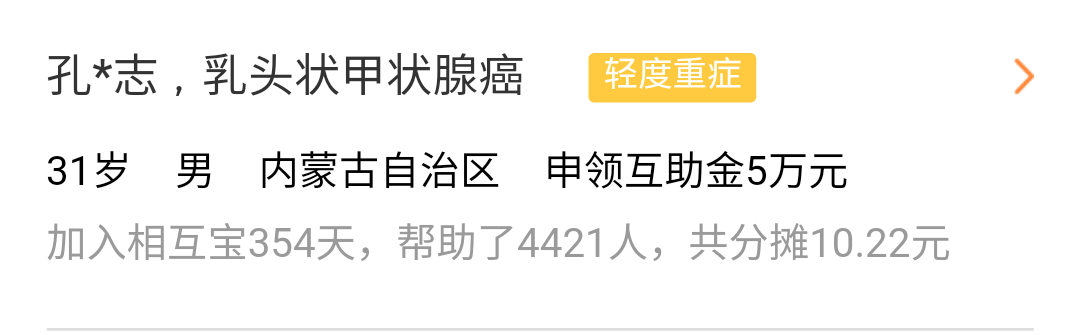 孔*志，乳头状甲状腺癌 轻度重症
31岁 男 内蒙古自治区 申领互助金5万元
加入相互宝354天，帮助了4421人，共分摊10.22元